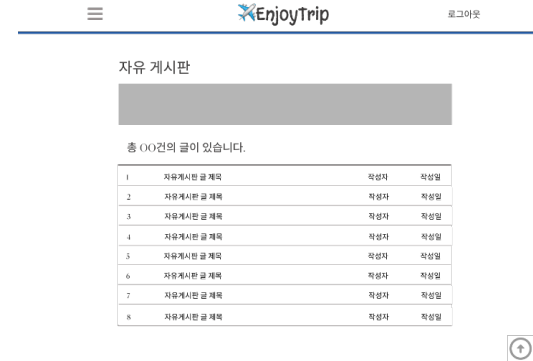 EnjoyTrip 로그아웃
자유 게시판
총 OO건의 글이 있습니다.
1 자유게시판 글 제목 작성자 작성일
2 자유게시판 글 제목 작성자 작성일
3 자유게시판 글 제목 작성자 작성일
4 자유게시판 글 제목 작성자 작성일
5 자유게시판 글 제목 작성자 작성일
6 자유게시판 글 제목 작성자 작성일
7 자유게시판 글 제목 작성자 작성일
8 자유게시판 글 제목 작성자 작성일